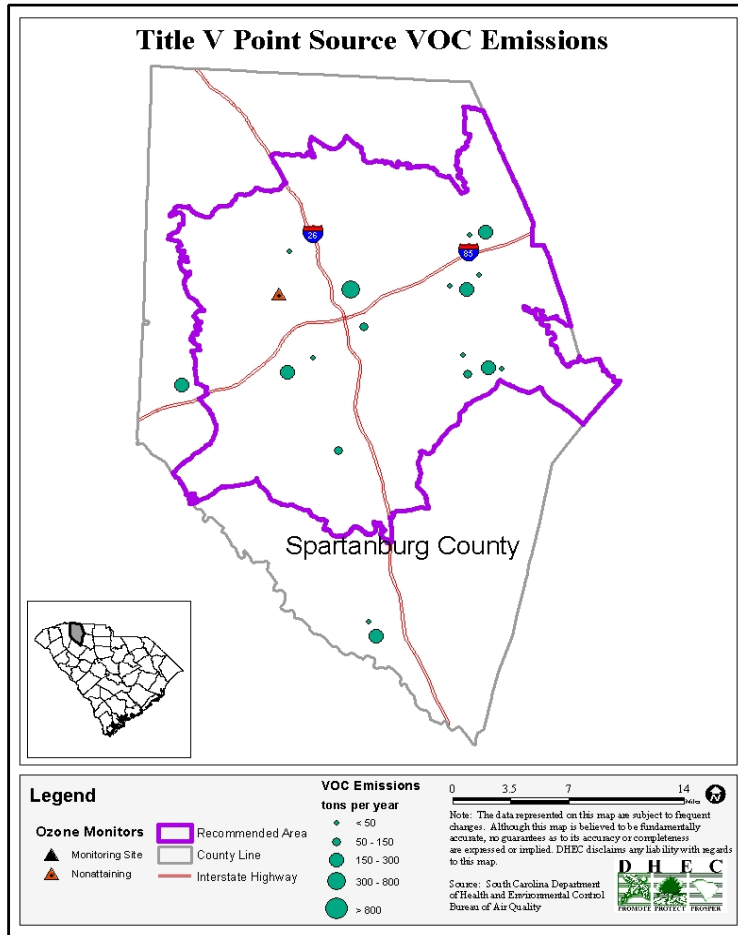 Title V Point Source VOC Emissions
26
85
Spartanburg County
Legend
Ozone Monitors
Monitoring Site
Nonattaining
Recommended Area
County Line
Interstate Highway
VOC Emissions
tons per year
< 50
50 - 150
150 - 300
300 - 800
> 800
0 3.5 7 14
Miles
Note: The data represented on this map are subject to frequent
changes. Although this map is believed to be fundamentally
accurate, no guarantees as to its accuracy or completeness
are expressed or implied. DHEC disclaims any liability with regards
to this map.
Source: South Carolina Department
of Health and Environmental Control
Bureau of Air Quality
D H E C
PROMOTE PROTECT PROSPER